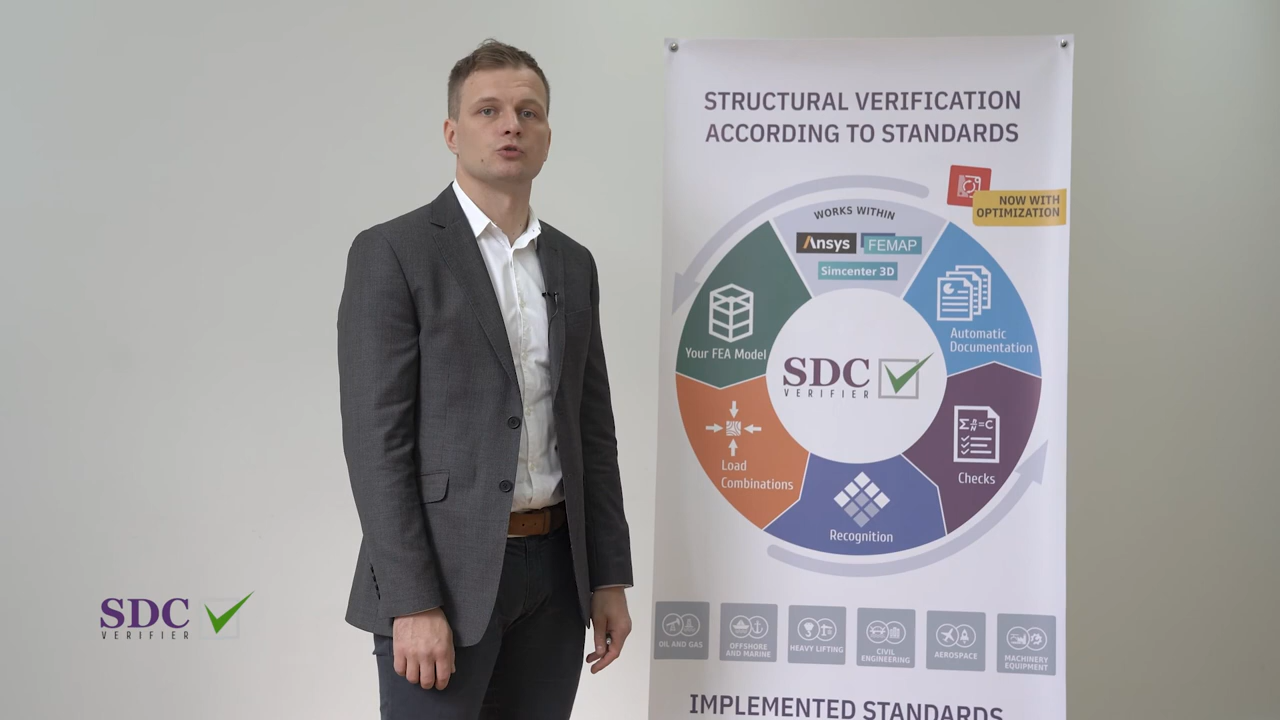 STRUCTURAL VERIFICATION
ACCORDING TO STANDARDS
NOW WITH
OPTIMIZATION
WORKS WITHIN
Ansys
FEMAP
Simcenter 3D
Your FEA Model
Automatic
Documentation
SDC
VERIFIER
Load
Combinations
Σ n/N =C
Checks
Recognition
SDC
VERIFIER
OIL AND GAS
OFFSHORE
AND MARINE
HEAVY LIFTING
CIVIL
ENGINEERING
AEROSPACE
MACHINERY
EQUIPMENT
IMPLEMENTED STANDARDS